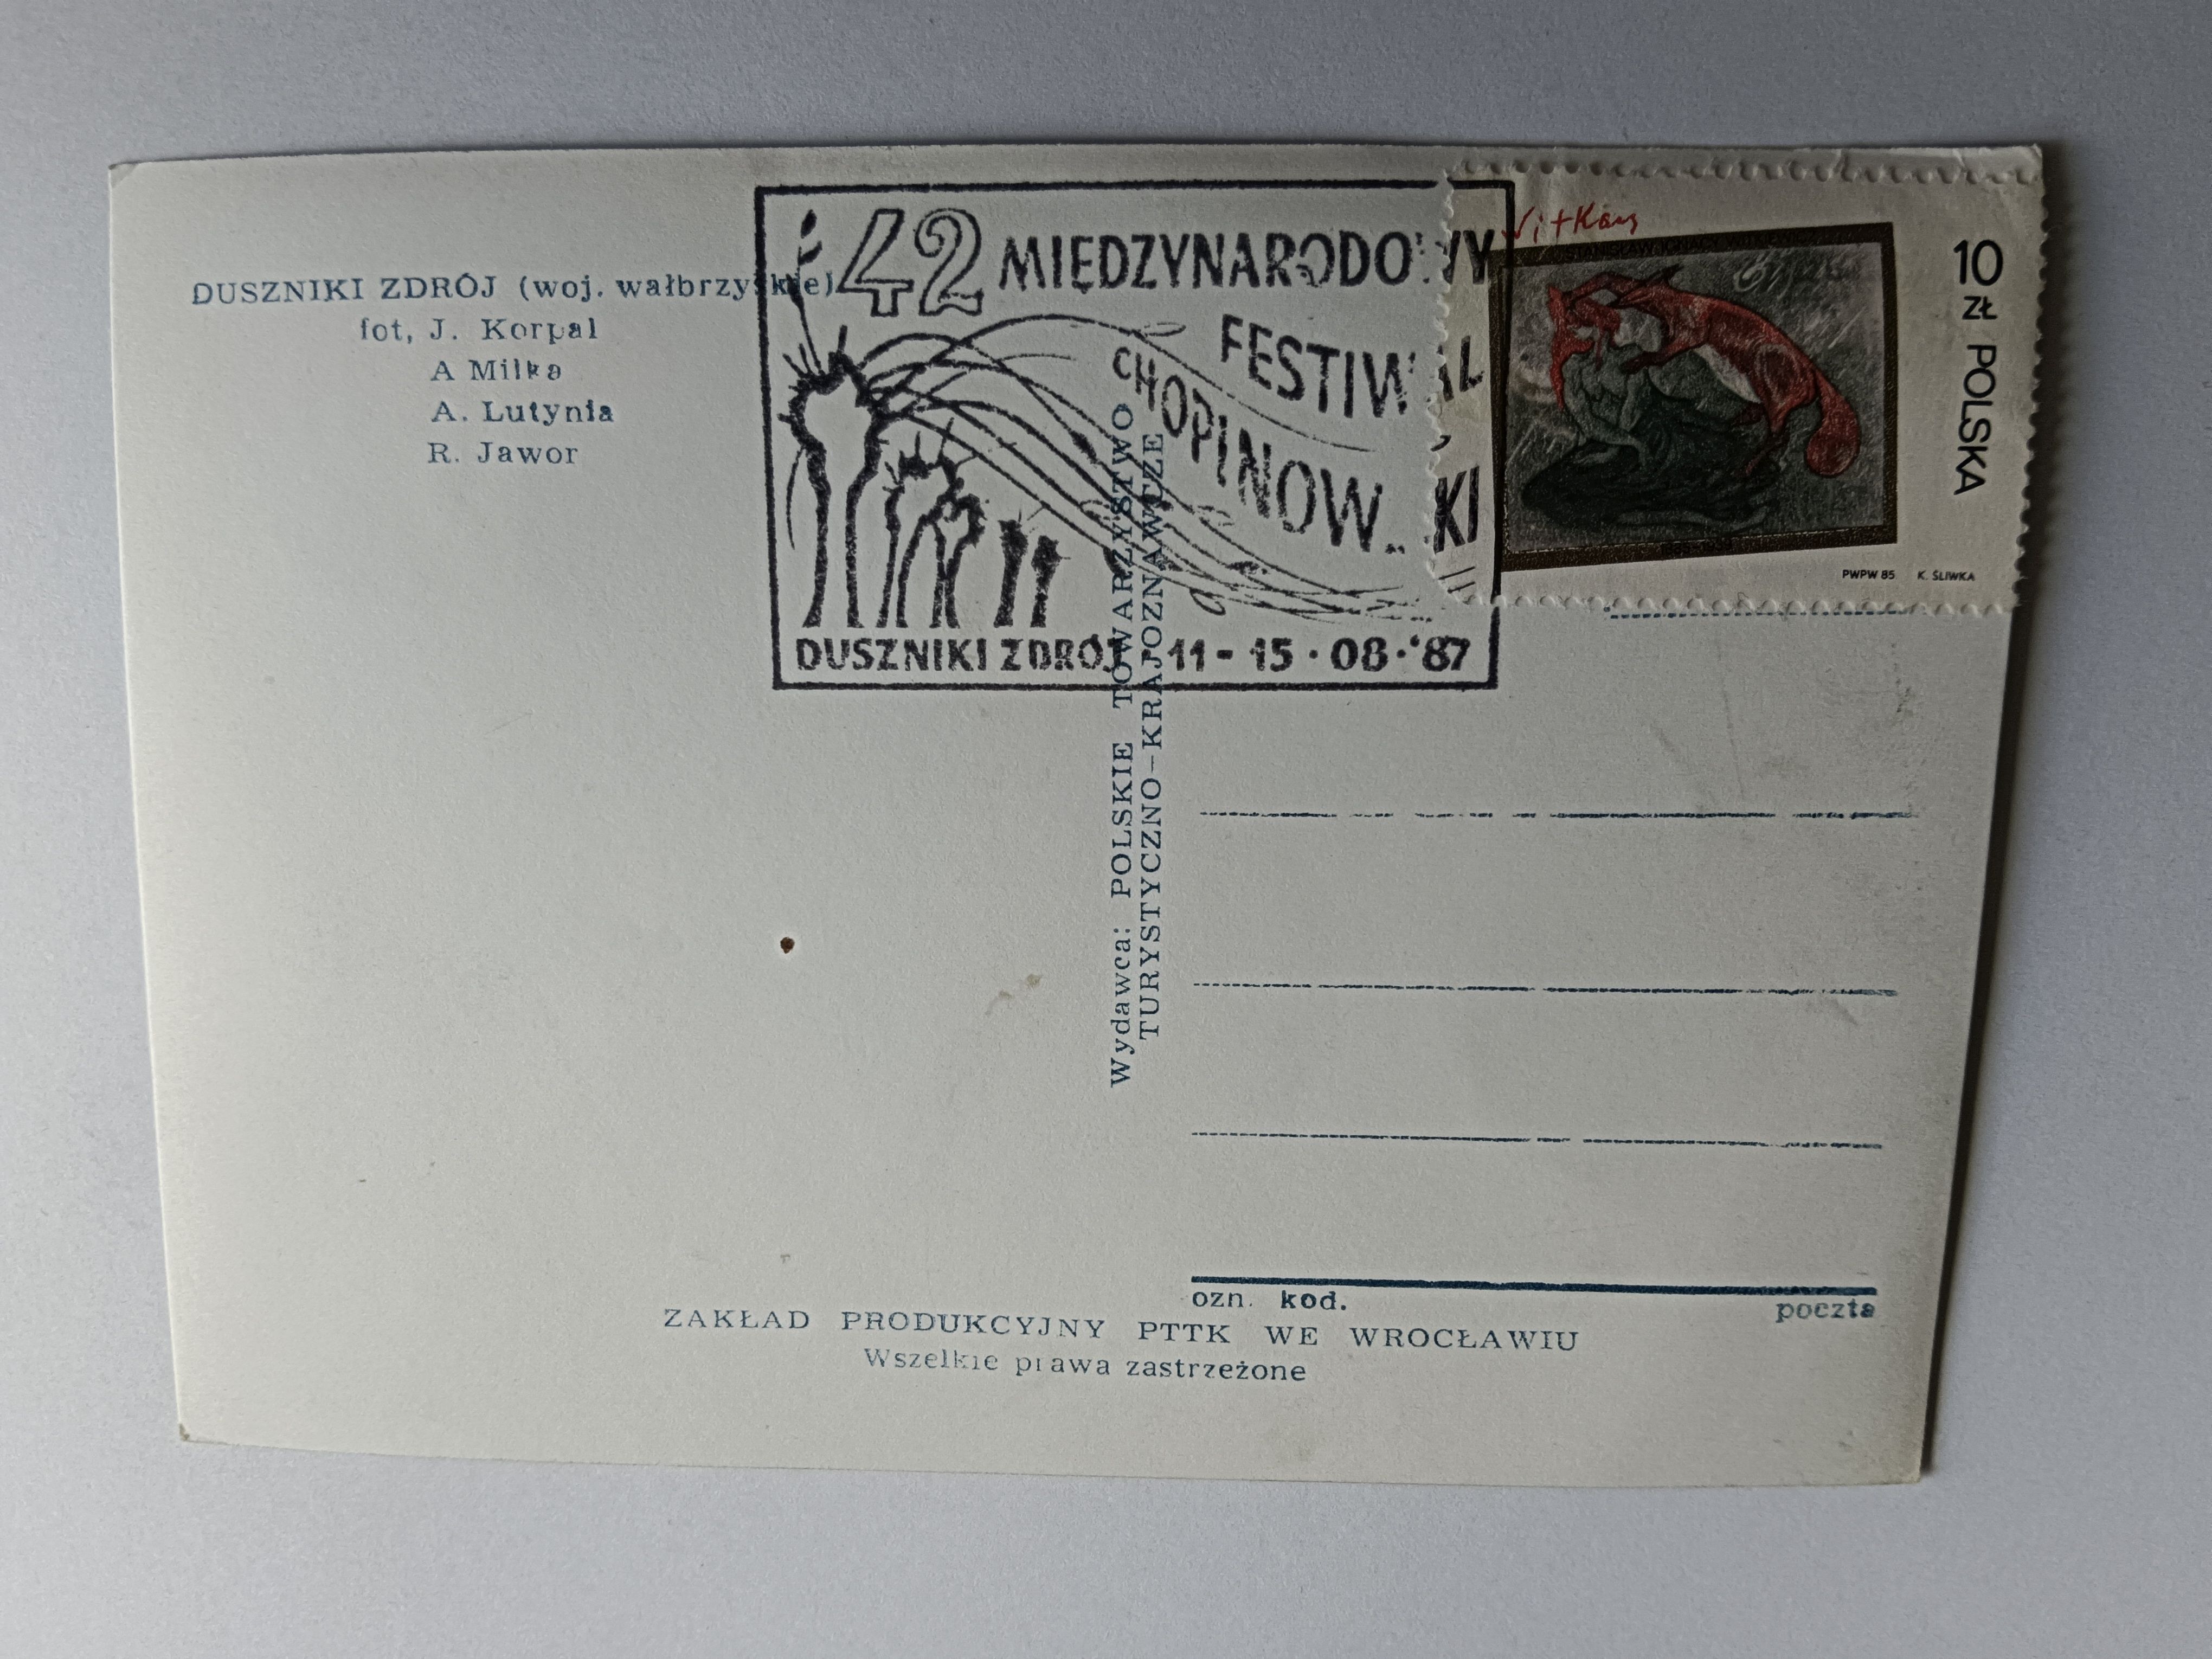 DUSZNIKI ZDRÓJ (woj. wałbrzyskie)
fot, J. Korpal
A Milka
A. Lutynia
R. Jawor
42 MIĘDZYNARODOWY
FESTIWAL
CHOPINOWSKI
DUSZNIKI ZDRÓJ · 11 - 15 · 08 · '87
10
ZŁ POLSKA
PWPW 85 K. ŚLIWKA
Wydawca: POLSKIE TOWARZYSTWO
TURYSTYCZNO-KRAJOZNAWCZE
ozn. kod.
poczta
ZAKŁAD PRODUKCYJNY PTTK WE WROCŁAWIU
Wszelkie prawa zastrzeżone